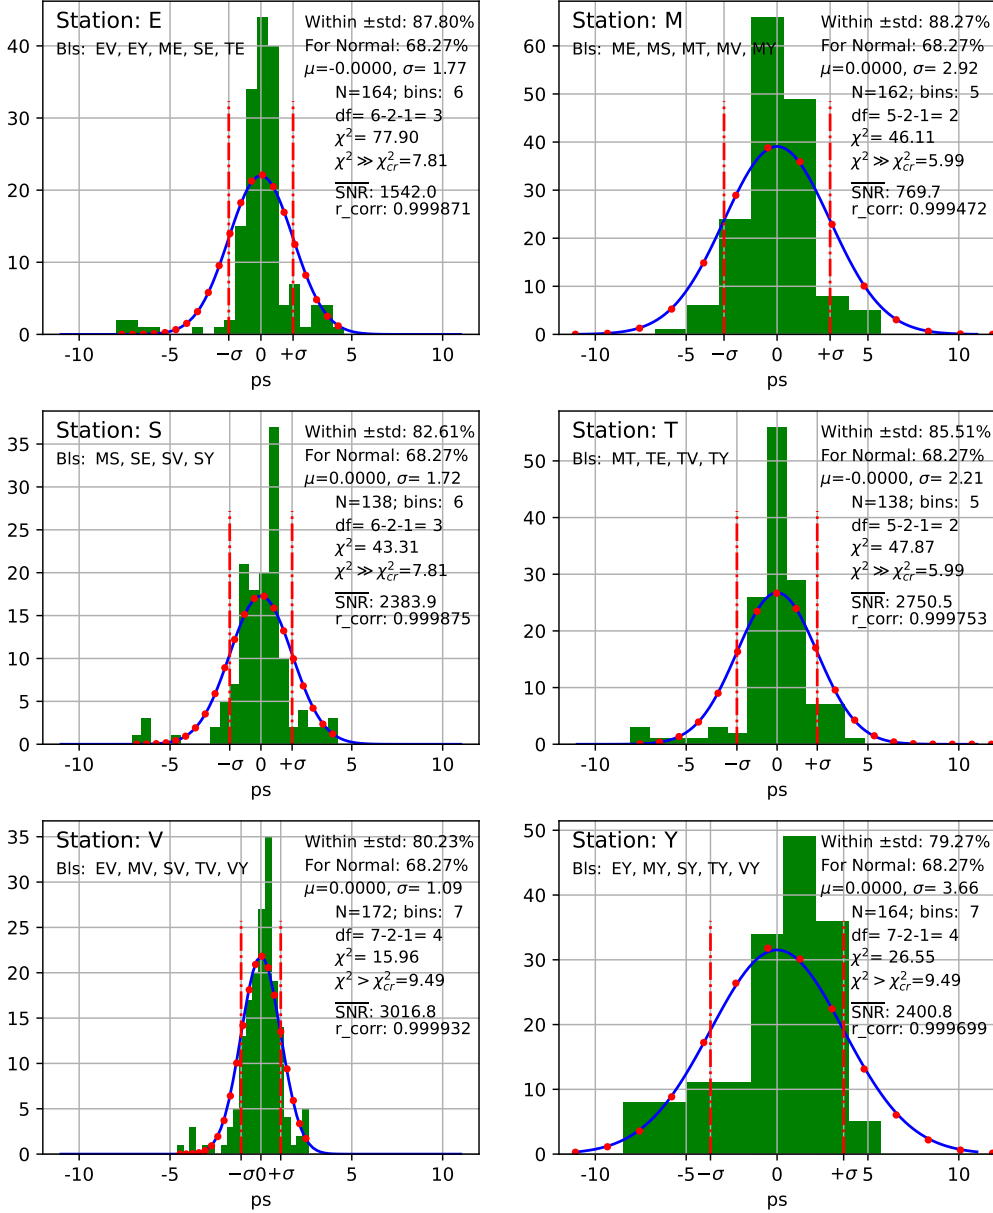 Station: E
Bls: EV, EY, ME, SE, TE
Within ±std: 87.80%
For Normal: 68.27%
μ=-0.0000, σ= 1.77
N=164; bins: 6
df= 6-2-1= 3
χ²= 77.90
χ² ≫ χ²cr=7.81
SNR: 1542.0
r_corr: 0.999871
40
30
20
10
0
-10 -5 −σ 0 +σ 5
ps
Station: M
Bls: ME, MS, MT, MV, MY
Within ±std: 88.27%
For Normal: 68.27%
μ=0.0000, σ= 2.92
N=162; bins: 5
df= 5-2-1= 2
χ²= 46.11
χ² ≫ χ²cr=5.99
SNR: 769.7
r_corr: 0.999472
60
50
40
30
20
10
0
-10 -5 −σ 0 +σ 5 10
ps
Station: S
Bls: MS, SE, SV, SY
Within ±std: 82.61%
For Normal: 68.27%
μ=0.0000, σ= 1.72
N=138; bins: 6
df= 6-2-1= 3
χ²= 43.31
χ² ≫ χ²cr=7.81
SNR: 2383.9
r_corr: 0.999875
35
30
25
20
15
10
5
0
-10 -5 −σ 0 +σ 5
ps
Station: T
Bls: MT, TE, TV, TY
Within ±std: 85.51%
For Normal: 68.27%
μ=-0.0000, σ= 2.21
N=138; bins: 5
df= 5-2-1= 2
χ²= 47.87
χ² ≫ χ²cr=5.99
SNR: 2750.5
r_corr: 0.999753
50
40
30
20
10
0
-10 -5 −σ 0 +σ 5 10
ps
Station: V
Bls: EV, MV, SV, TV, VY
Within ±std: 80.23%
For Normal: 68.27%
μ=0.0000, σ= 1.09
N=172; bins: 7
df= 7-2-1= 4
χ²= 15.96
χ² > χ²cr=9.49
SNR: 3016.8
r_corr: 0.999932
35
30
25
20
15
10
5
0
-10 -5 −σ 0 +σ 5
ps
Station: Y
Bls: EY, MY, SY, TY, VY
Within ±std: 79.27%
For Normal: 68.27%
μ=0.0000, σ= 3.66
N=164; bins: 7
df= 7-2-1= 4
χ²= 26.55
χ² > χ²cr=9.49
SNR: 2400.8
r_corr: 0.999699
50
40
30
20
10
0
-10 -5 −σ 0 +σ 5 10
ps